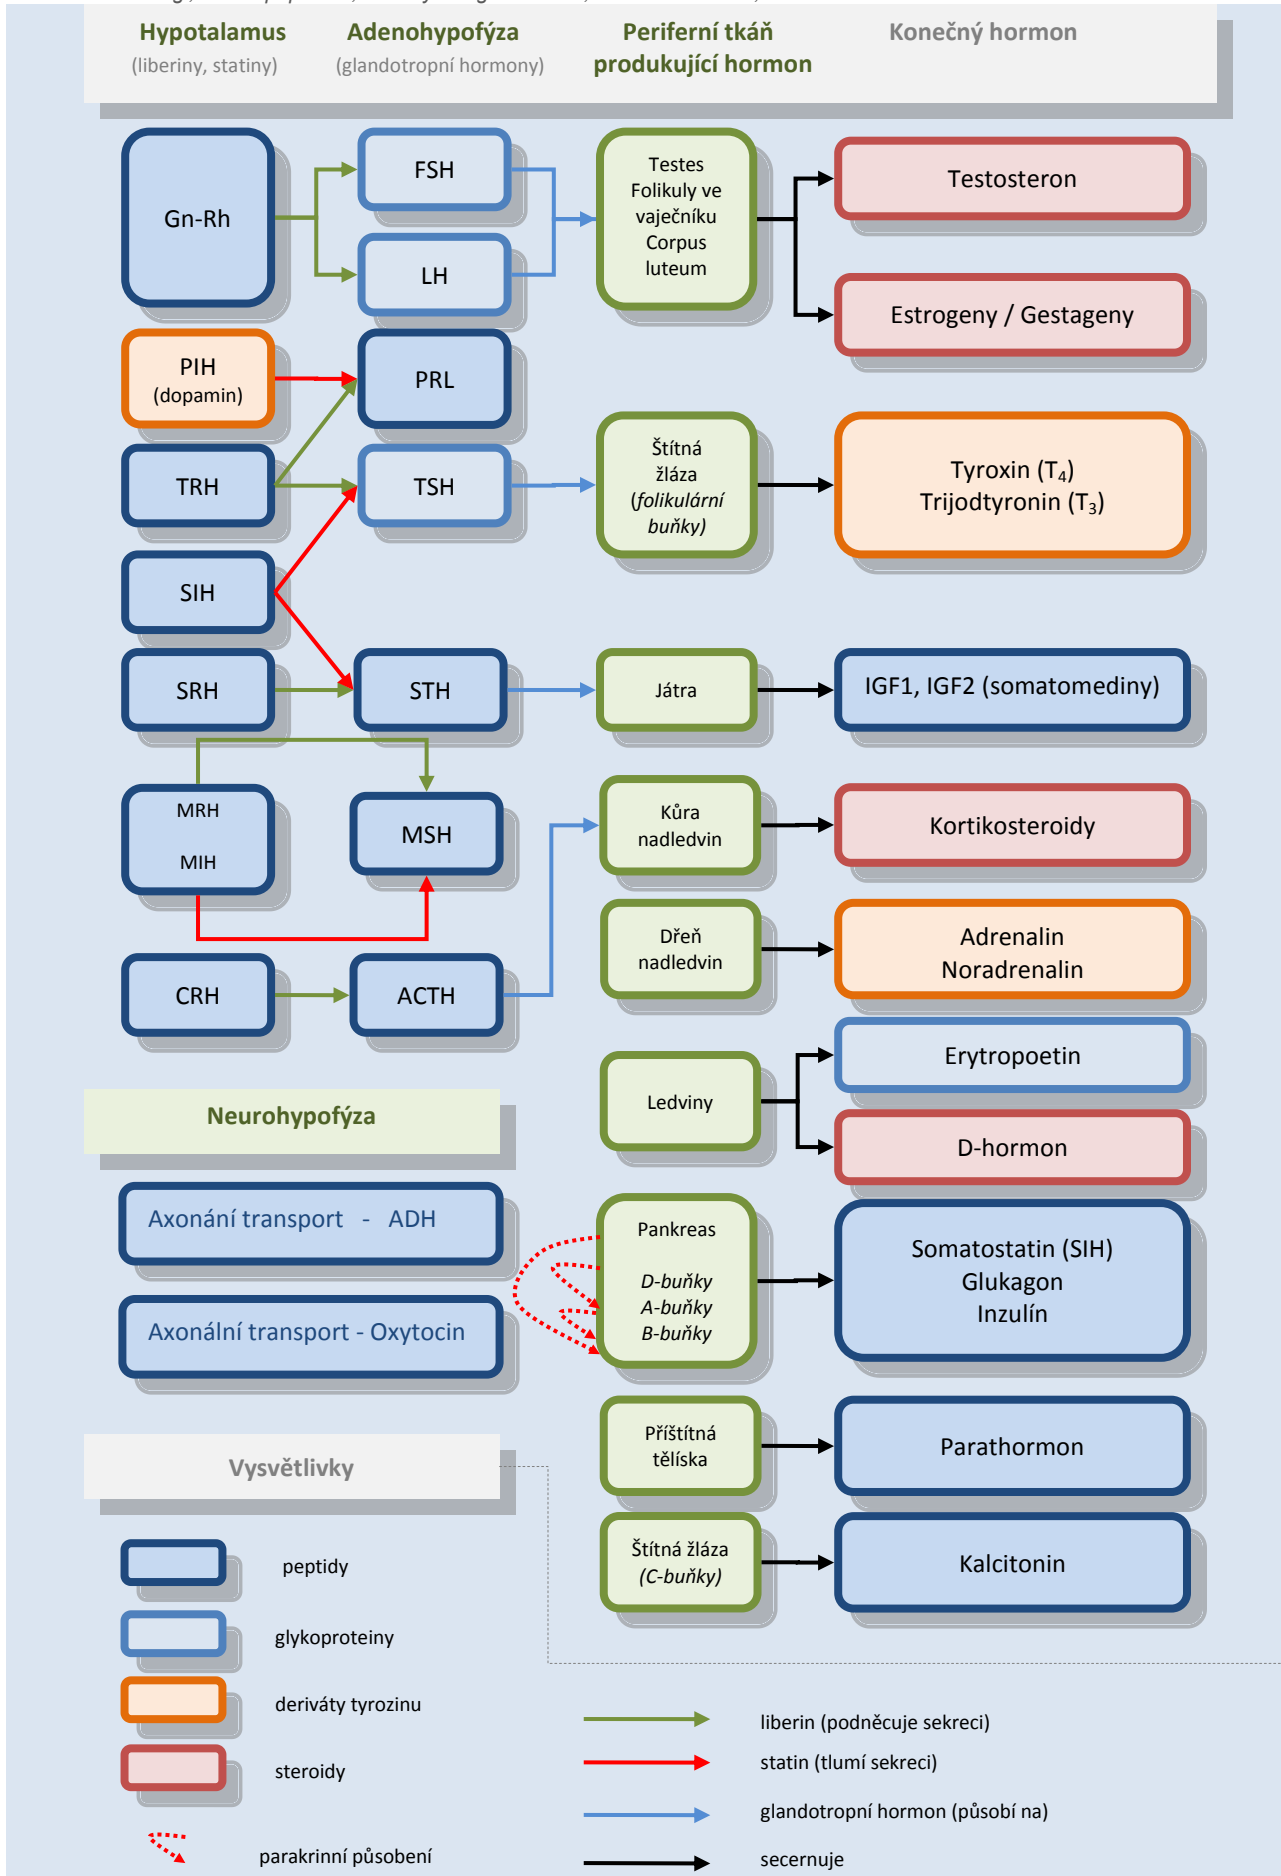 Hypotalamus
(liberiny, statiny)
Adenohypofýza
(glandotropní hormony)
Periferní tkáň
produkující hormon
Konečný hormon
Gn-Rh
FSH
LH
Testes
Folikuly ve
vaječníku
Corpus
luteum
Testosteron
Estrogeny / Gestageny
PIH
(dopamin)
PRL
TRH
TSH
Štítná
žláza
(folikulární
buňky)
Tyroxin (T4)
Trijodtyronin (T3)
SIH
SRH
STH
Játra
IGF1, IGF2 (somatomediny)
MRH
MIH
MSH
Kůra
nadledvin
Kortikosteroidy
Dřeň
nadledvin
Adrenalin
Noradrenalin
CRH
ACTH
Ledviny
Erytropoetin
D-hormon
Neurohypofýza
Axonání transport - ADH
Axonální transport - Oxytocin
Pankreas
D-buňky
A-buňky
B-buňky
Somatostatin (SIH)
Glukagon
Inzulín
Příštítná
tělíska
Parathormon
Štítná žláza
(C-buňky)
Kalcitonin
Vysvětlivky
peptidy
glykoproteiny
deriváty tyrozinu
steroidy
parakrinní působení
liberin (podněcuje sekreci)
statin (tlumí sekreci)
glandotropní hormon (působí na)
secernuje